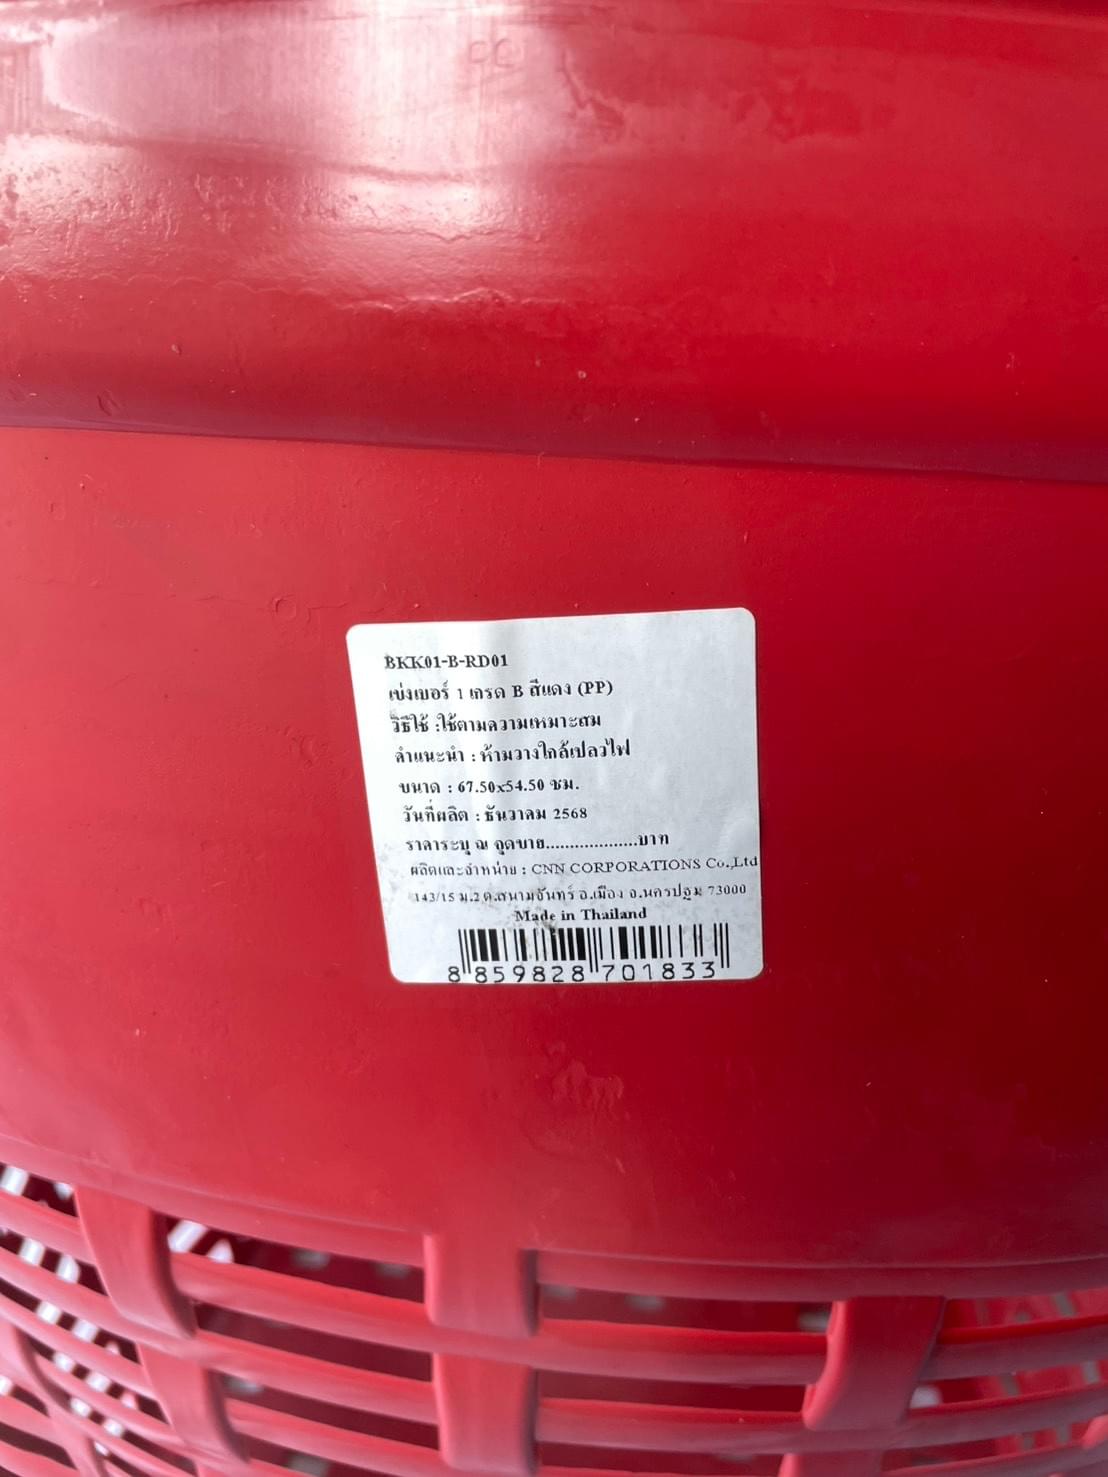 BKK01-B-RD01
เข่งเบอร์ 1 เกรด B สีแดง (PP)
วิธีใช้ :ใช้ตามความเหมาะสม
คำแนะนำ : ห้ามวางใกล้เปลวไฟ
ขนาด : 67.50x54.50 ซม.
วันที่ผลิต : ธันวาคม 2568
ราคาระบุ ณ จุดขาย...................บาท
ผลิตและจำหน่าย : CNN CORPORATIONS Co.,Ltd
143/15 ม.2 ต.สนามจันทร์ อ.เมือง จ.นครปฐม 73000
Made in Thailand
8 859828 701833